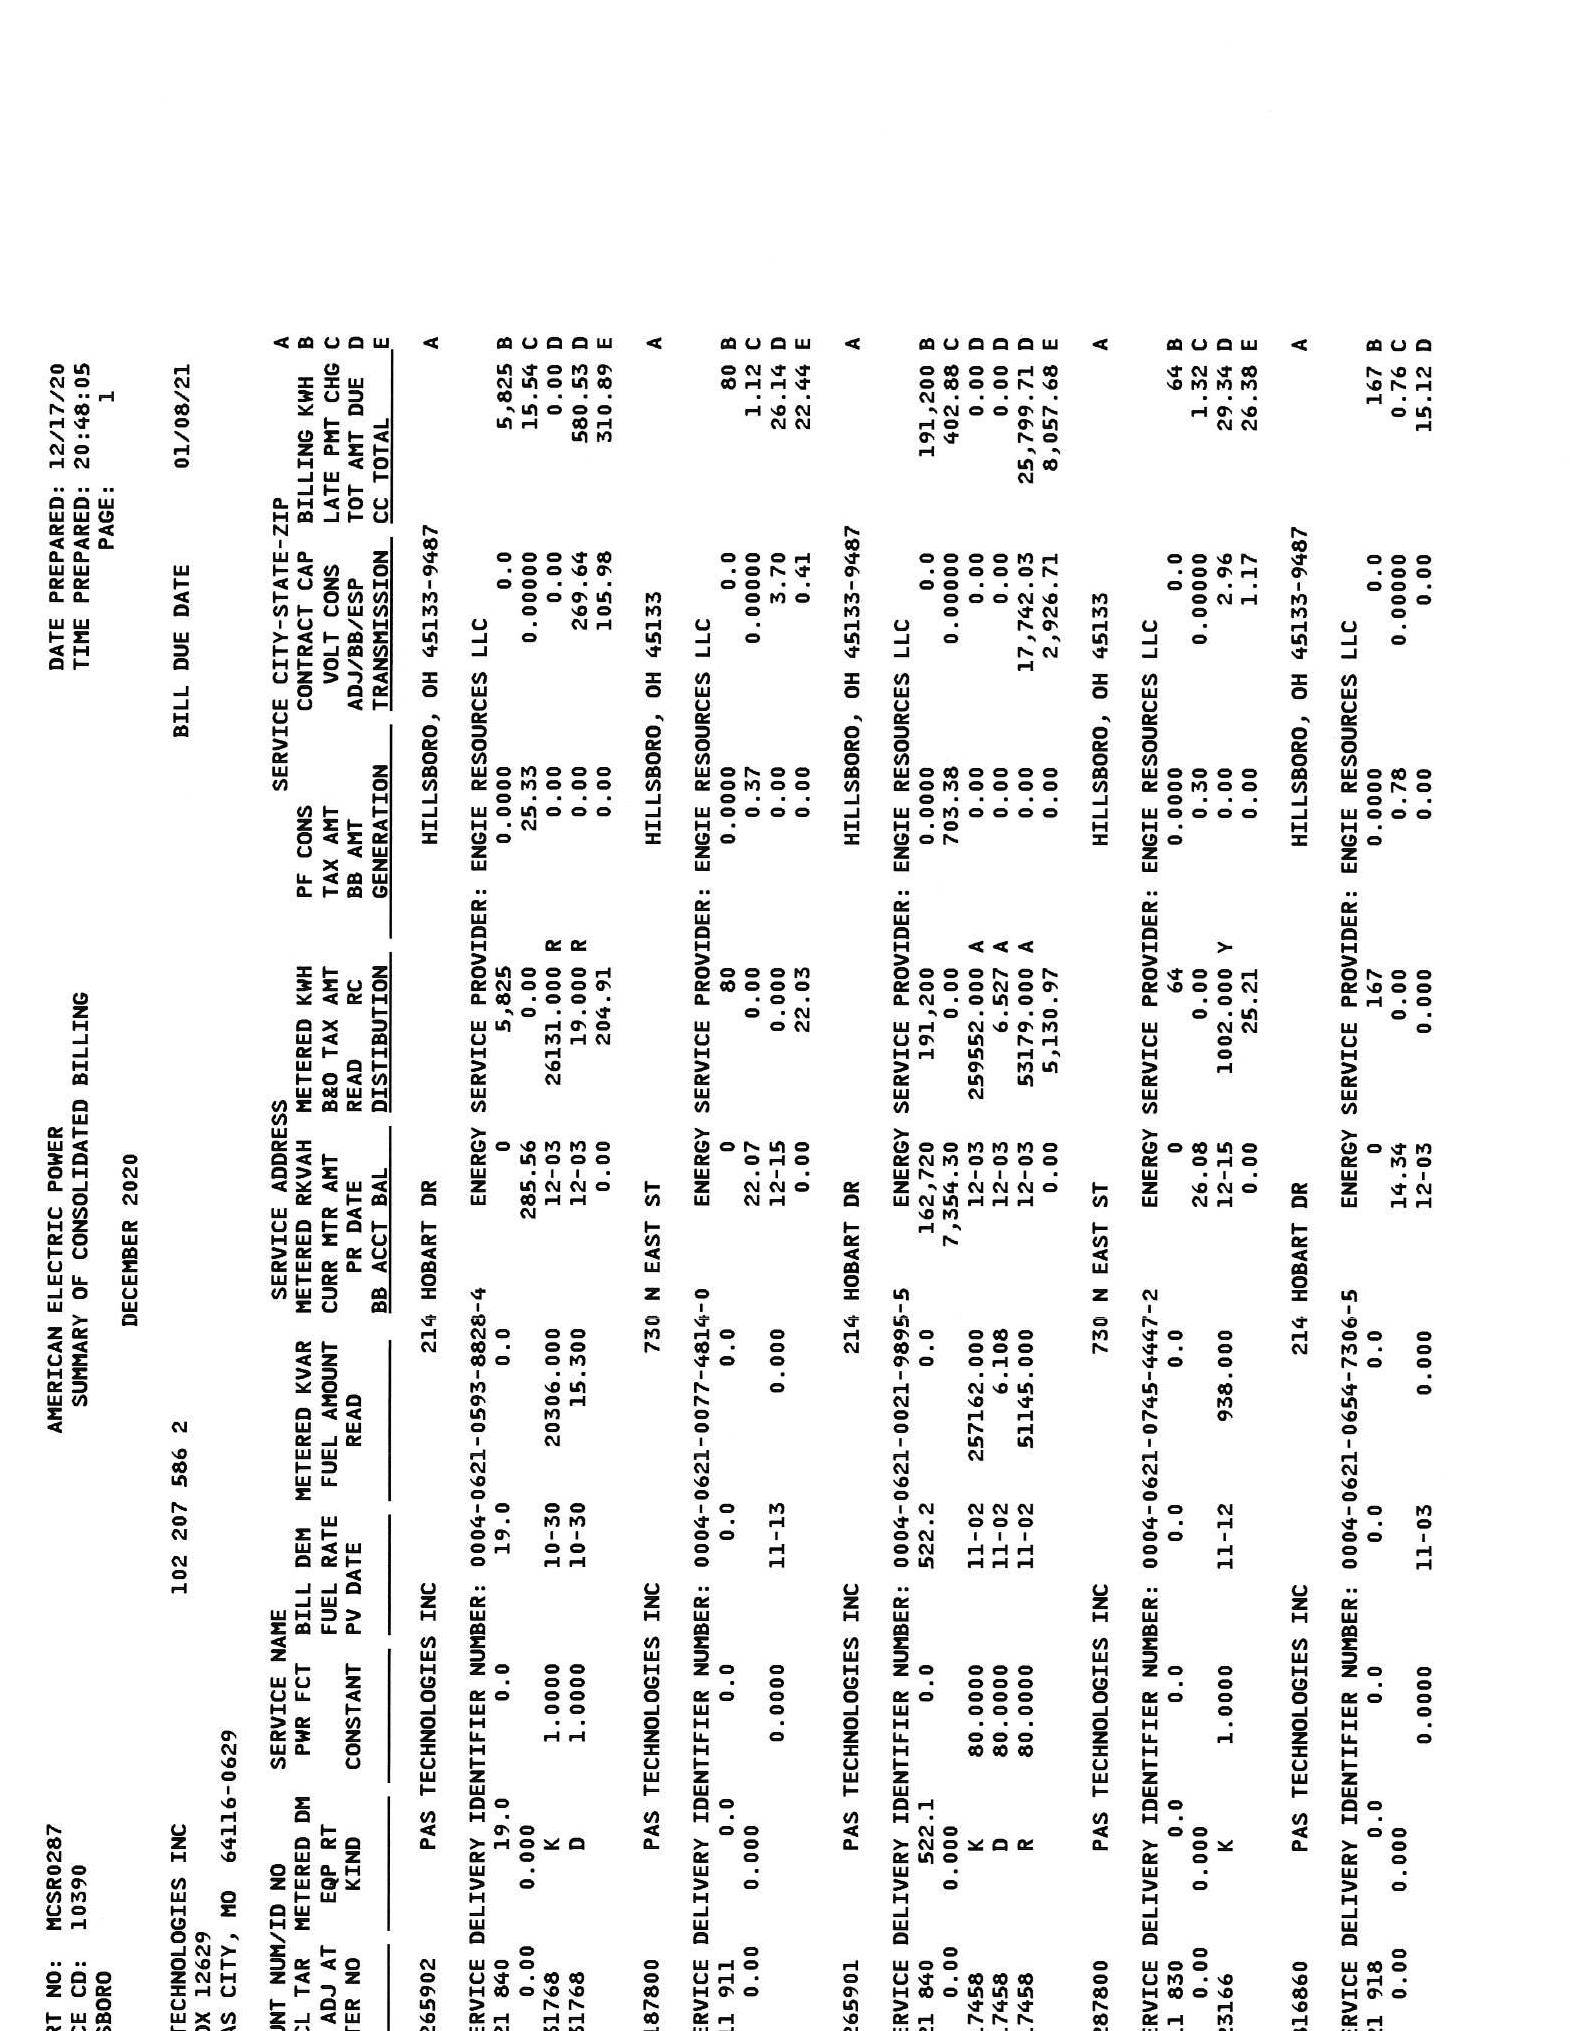 RT NO: MCSR0287 AMERICAN ELECTRIC POWER DATE PREPARED: 12/17/20
CE CD: 10390 SUMMARY OF CONSOLIDATED BILLING TIME PREPARED: 20:48:05
SBORO PAGE: 1
DECEMBER 2020
TECHNOLOGIES INC 102 207 586 2 BILL DUE DATE 01/08/21
OX 12629
AS CITY, MO 64116-0629
UNT NUM/ID NO SERVICE NAME SERVICE ADDRESS SERVICE CITY-STATE-ZIP A
CL TAR METERED DM PWR FCT BILL DEM METERED KVAR METERED RKVAH METERED KWH PF CONS CONTRACT CAP BILLING KWH B
ADJ AT EQP RT FUEL RATE FUEL AMOUNT CURR MTR AMT B&O TAX AMT TAX AMT VOLT CONS LATE PMT CHG C
TER NO KIND CONSTANT PV DATE READ PR DATE READ RC BB AMT ADJ/BB/ESP TOT AMT DUE D
BB ACCT BAL DISTIBUTION GENERATION TRANSMISSION CC TOTAL E
265902 PAS TECHNOLOGIES INC 214 HOBART DR HILLSBORO, OH 45133-9487 A
ERVICE DELIVERY IDENTIFIER NUMBER: 0004-0621-0593-8828-4 ENERGY SERVICE PROVIDER: ENGIE RESOURCES LLC
21 840 19.0 0.0 19.0 0.0 0 5,825 0.0000 0.0 5,825 B
0.00 0.000 285.56 0.00 25.33 0.00000 15.54 C
51768 K 1.0000 10-30 20306.000 12-03 26131.000 R 0.00 0.00 0.00 D
51768 D 1.0000 10-30 15.300 12-03 19.000 R 0.00 269.64 580.53 D
0.00 204.91 0.00 105.98 310.89 E
187800 PAS TECHNOLOGIES INC 730 N EAST ST HILLSBORO, OH 45133 A
ERVICE DELIVERY IDENTIFIER NUMBER: 0004-0621-0077-4814-0 ENERGY SERVICE PROVIDER: ENGIE RESOURCES LLC
11 911 0.0 0.0 0.0 0.0 0 80 0.0000 0.0 80 B
0.00 0.000 22.07 0.00 0.37 0.00000 1.12 C
0.0000 11-13 0.000 12-15 0.000 0.00 3.70 26.14 D
0.00 22.03 0.00 0.41 22.44 E
265901 PAS TECHNOLOGIES INC 214 HOBART DR HILLSBORO, OH 45133-9487 A
ERVICE DELIVERY IDENTIFIER NUMBER: 0004-0621-0021-9895-5 ENERGY SERVICE PROVIDER: ENGIE RESOURCES LLC
21 840 522.1 0.0 522.2 0.0 162,720 191,200 0.0000 0.0 191,200 B
0.00 0.000 7,354.30 0.00 703.38 0.00000 402.88 C
17458 K 80.0000 11-02 257162.000 12-03 259552.000 A 0.00 0.00 0.00 D
17458 D 80.0000 11-02 6.108 12-03 6.527 A 0.00 0.00 0.00 D
17458 R 80.0000 11-02 51145.000 12-03 53179.000 A 0.00 17,742.03 25,799.71 D
0.00 5,130.97 0.00 2,926.71 8,057.68 E
287800 PAS TECHNOLOGIES INC 730 N EAST ST HILLSBORO, OH 45133 A
ERVICE DELIVERY IDENTIFIER NUMBER: 0004-0621-0745-4447-2 ENERGY SERVICE PROVIDER: ENGIE RESOURCES LLC
11 830 0.0 0.0 0.0 0.0 0 64 0.0000 0.0 64 B
0.00 0.000 26.08 0.00 0.30 0.00000 1.32 C
23166 K 1.0000 11-12 938.000 12-15 1002.000 Y 0.00 2.96 29.34 D
0.00 25.21 0.00 1.17 26.38 E
316860 PAS TECHNOLOGIES INC 214 HOBART DR HILLSBORO, OH 45133-9487 A
ERVICE DELIVERY IDENTIFIER NUMBER: 0004-0621-0654-7306-5 ENERGY SERVICE PROVIDER: ENGIE RESOURCES LLC
21 918 0.0 0.0 0.0 0.0 0 167 0.0000 0.0 167 B
0.00 0.000 14.34 0.00 0.78 0.00000 0.76 C
0.0000 11-03 0.000 12-03 0.000 0.00 0.00 15.12 D